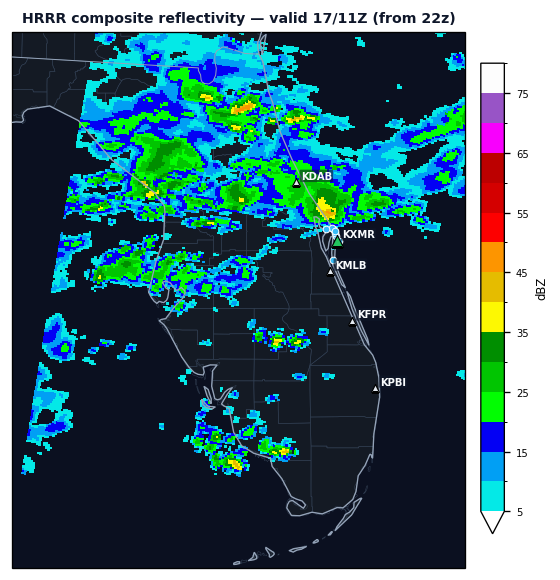 HRRR composite reflectivity — valid 17/11Z (from 22z)
KDAB
KXMR
KMLB
KFPR
KPBI
75
65
55
45
35
25
15
5
dBZ